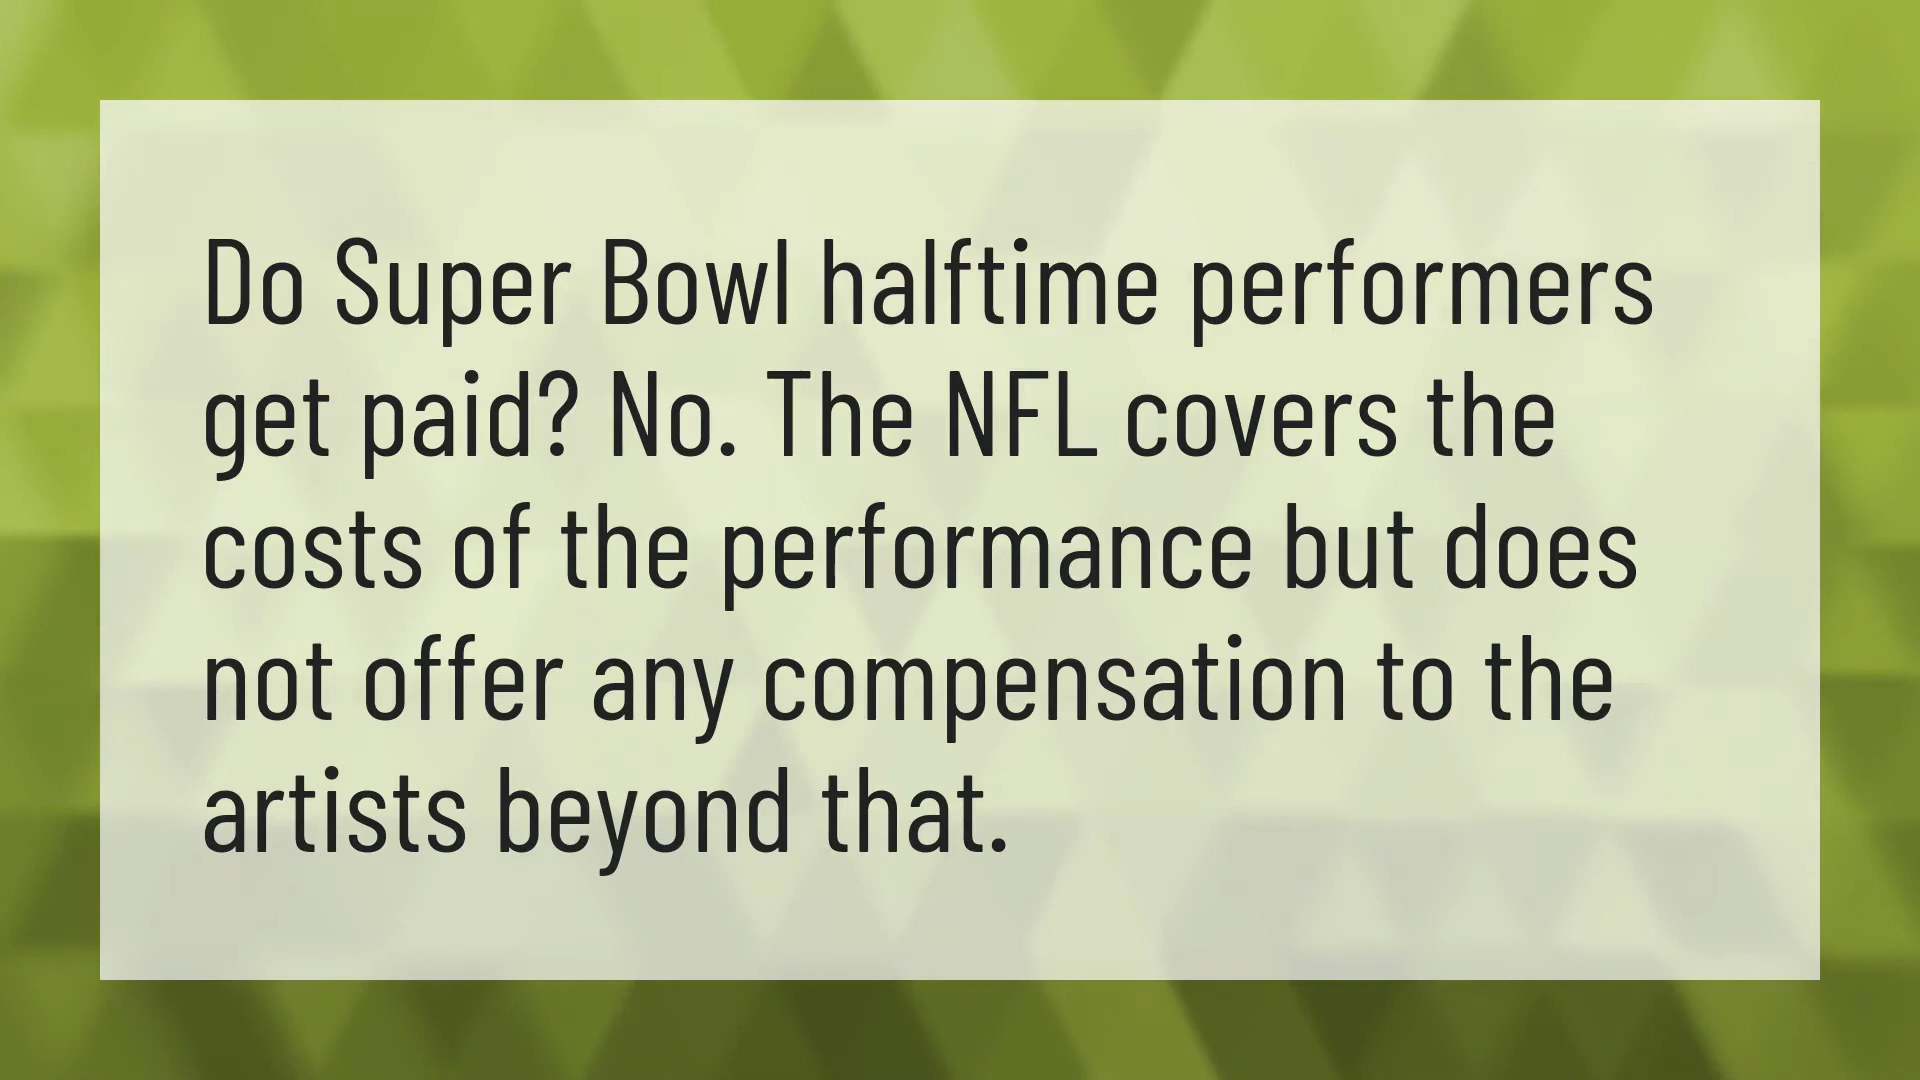 Do Super Bowl halftime performers
get paid? No. The NFL covers the
costs of the performance but does
not offer any compensation to the
artists beyond that.